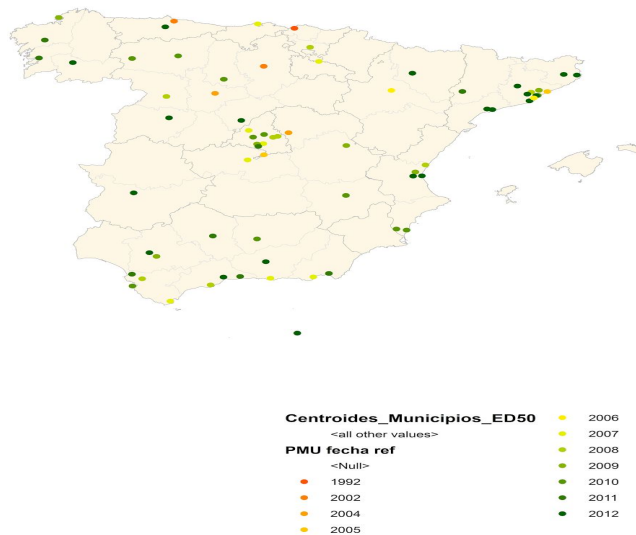 Centroides_Municipios_ED50
<all other values>
PMU fecha ref
<Null>
1992
2002
2004
2005
2006
2007
2008
2009
2010
2011
2012